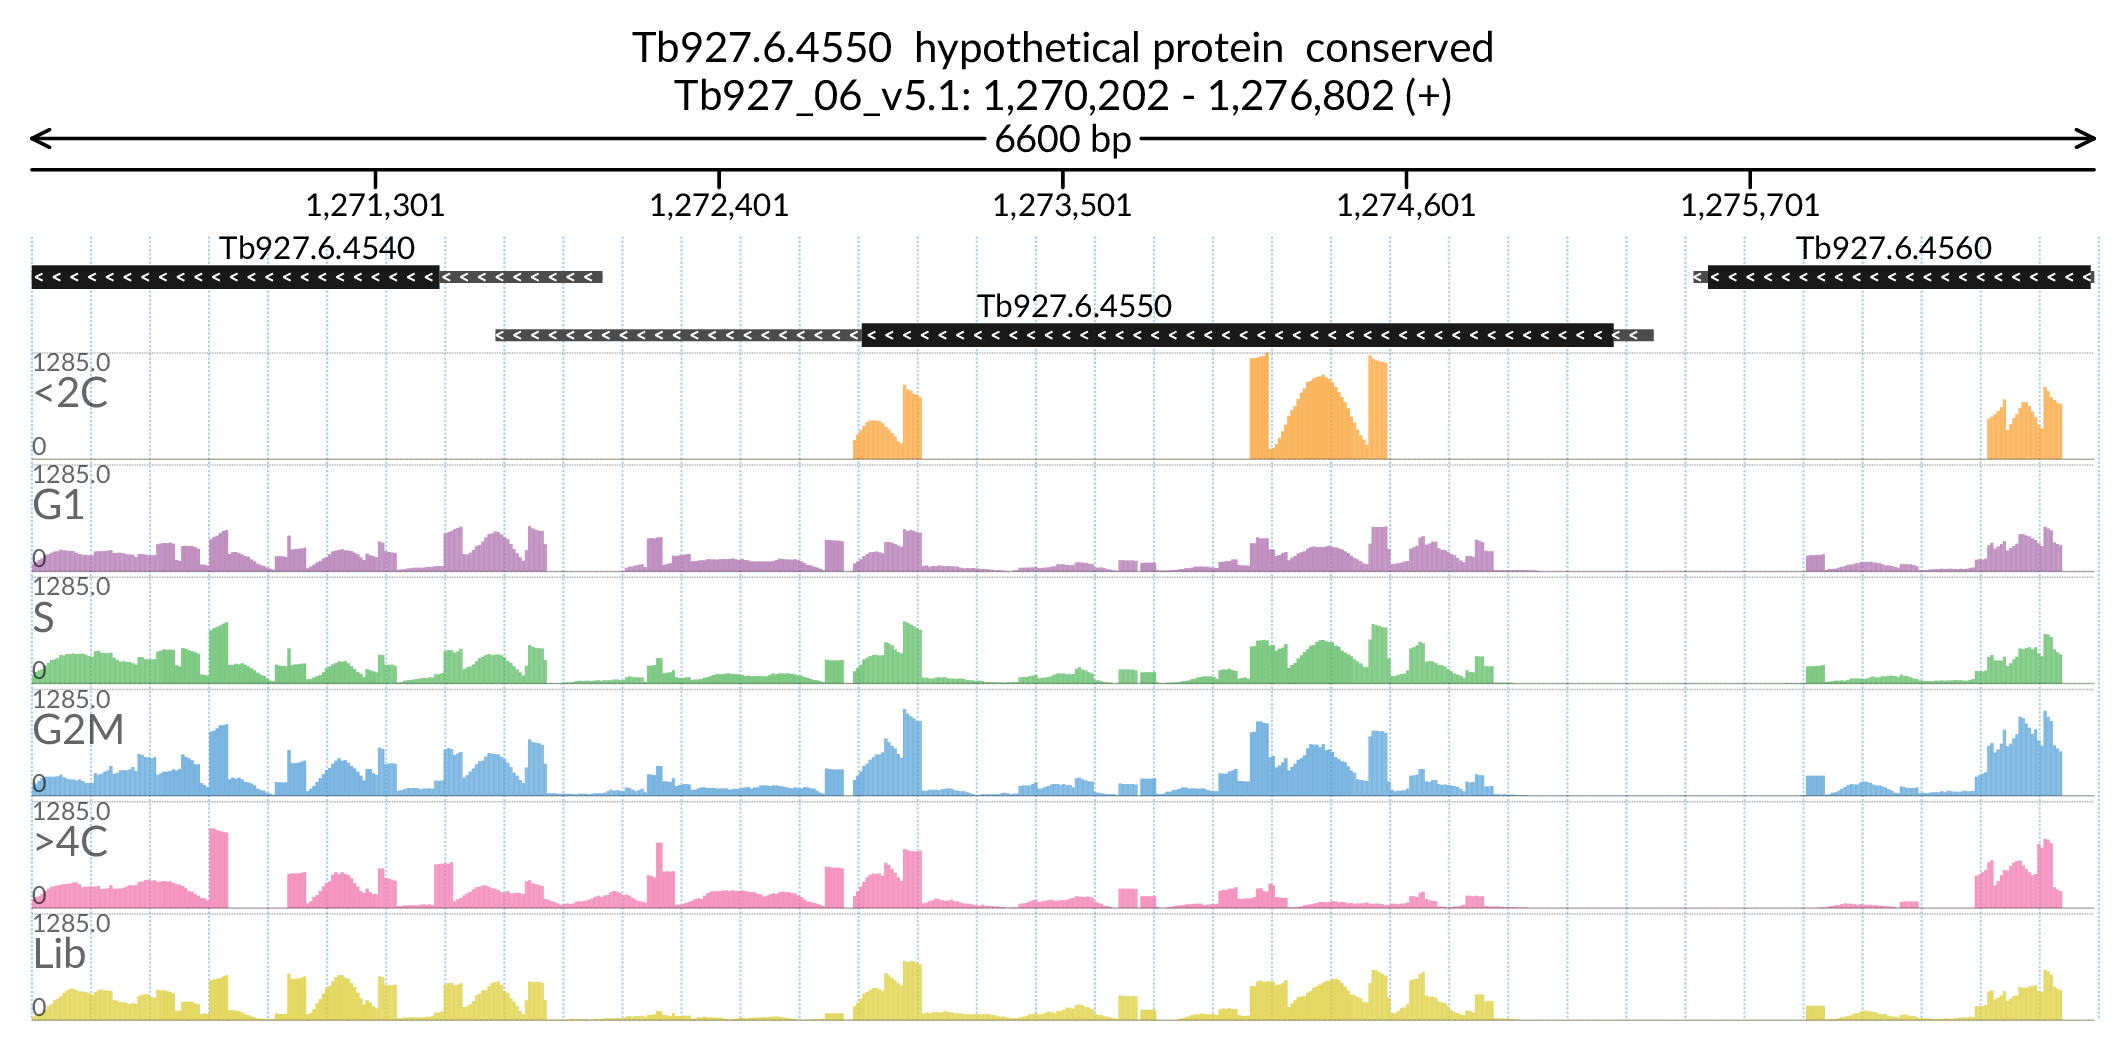 Tb927.6.4550  hypothetical protein  conserved
Tb927_06_v5.1: 1,270,202 - 1,276,802 (+)
6600 bp
1,271,301 1,272,401 1,273,501 1,274,601 1,275,701
Tb927.6.4540 Tb927.6.4560
Tb927.6.4550
1285.0
<2C
0
1285.0
G1
0
1285.0
S
0
1285.0
G2M
0
1285.0
>4C
0
1285.0
Lib
0